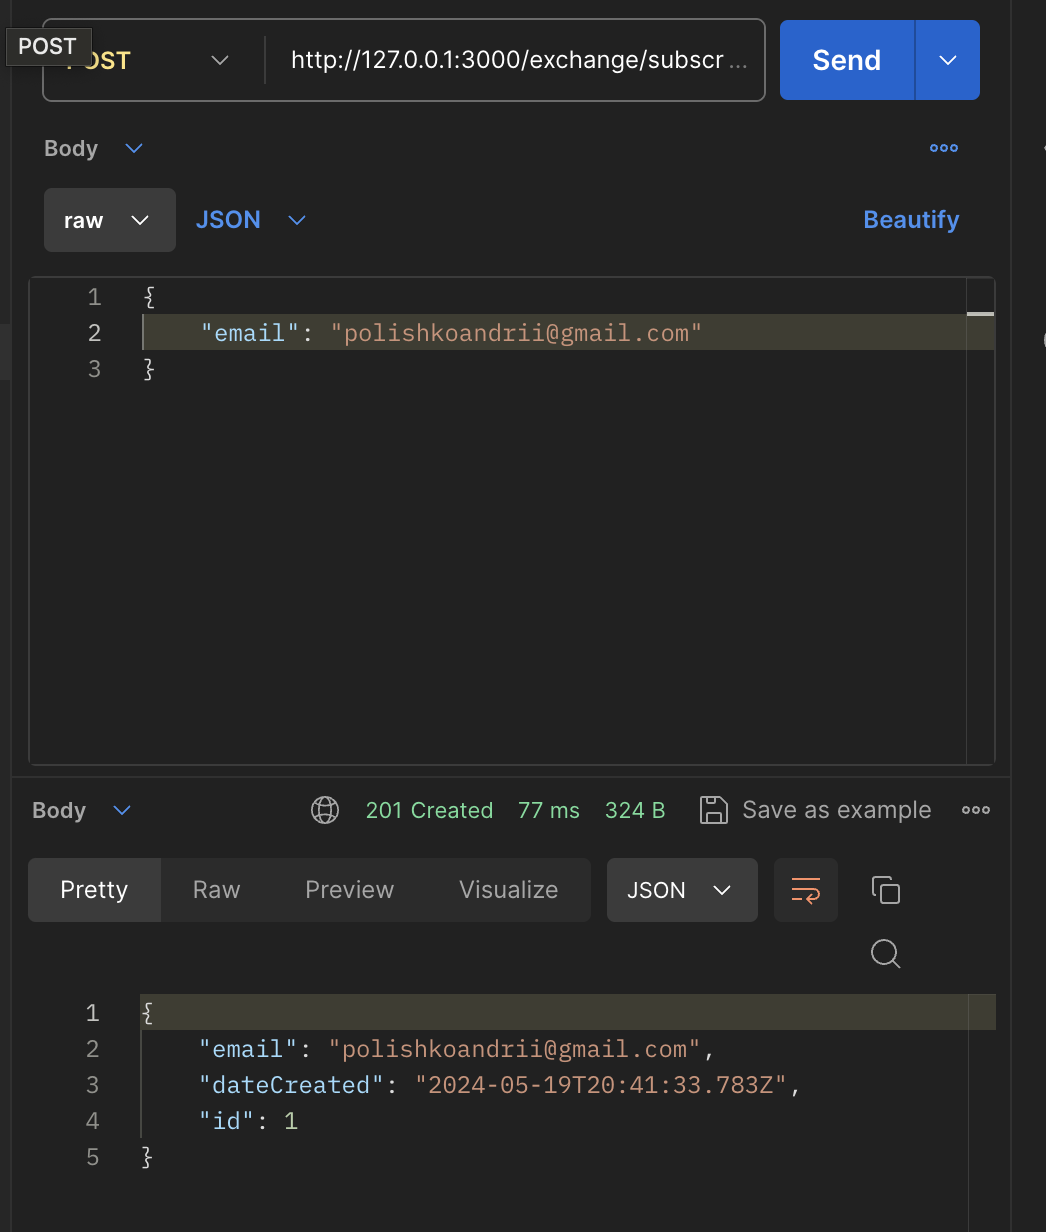 POST
POST http://127.0.0.1:3000/exchange/subscr ... Send
Body
raw JSON Beautify
1 {
2 "email": "polishkoandrii@gmail.com"
3 }
Body 201 Created 77 ms 324 B Save as example
Pretty Raw Preview Visualize JSON
1 {
2 "email": "polishkoandrii@gmail.com",
3 "dateCreated": "2024-05-19T20:41:33.783Z",
4 "id": 1
5 }